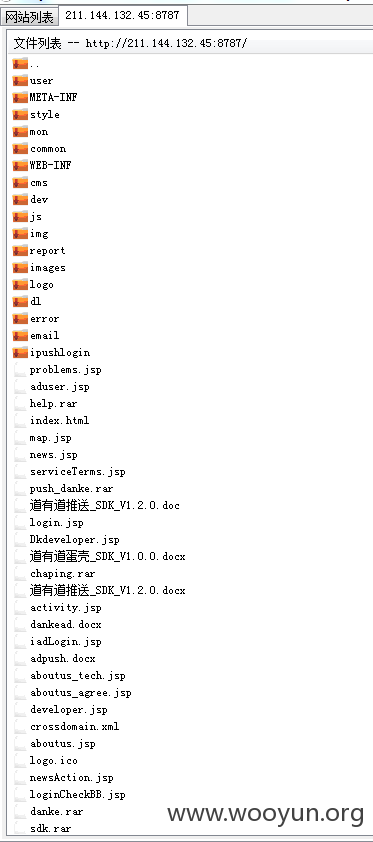 网站列表 211.144.132.45:8787
文件列表 -- http://211.144.132.45:8787/
..
user
META-INF
style
mon
common
WEB-INF
cms
dev
js
img
report
images
logo
dl
error
email
ipushlogin
problems.jsp
aduser.jsp
help.rar
index.html
map.jsp
news.jsp
serviceTerms.jsp
push_danke.rar
道有道推送_SDK_V1.2.0.doc
login.jsp
Dkdeveloper.jsp
道有道蛋壳_SDK_V1.0.0.docx
chaping.rar
道有道推送_SDK_V1.2.0.docx
activity.jsp
dankead.docx
iadLogin.jsp
adpush.docx
aboutus_tech.jsp
aboutus_agree.jsp
developer.jsp
crossdomain.xml
aboutus.jsp
logo.ico
newsAction.jsp
loginCheckBB.jsp
danke.rar
sdk.rar
www.wooyun.org